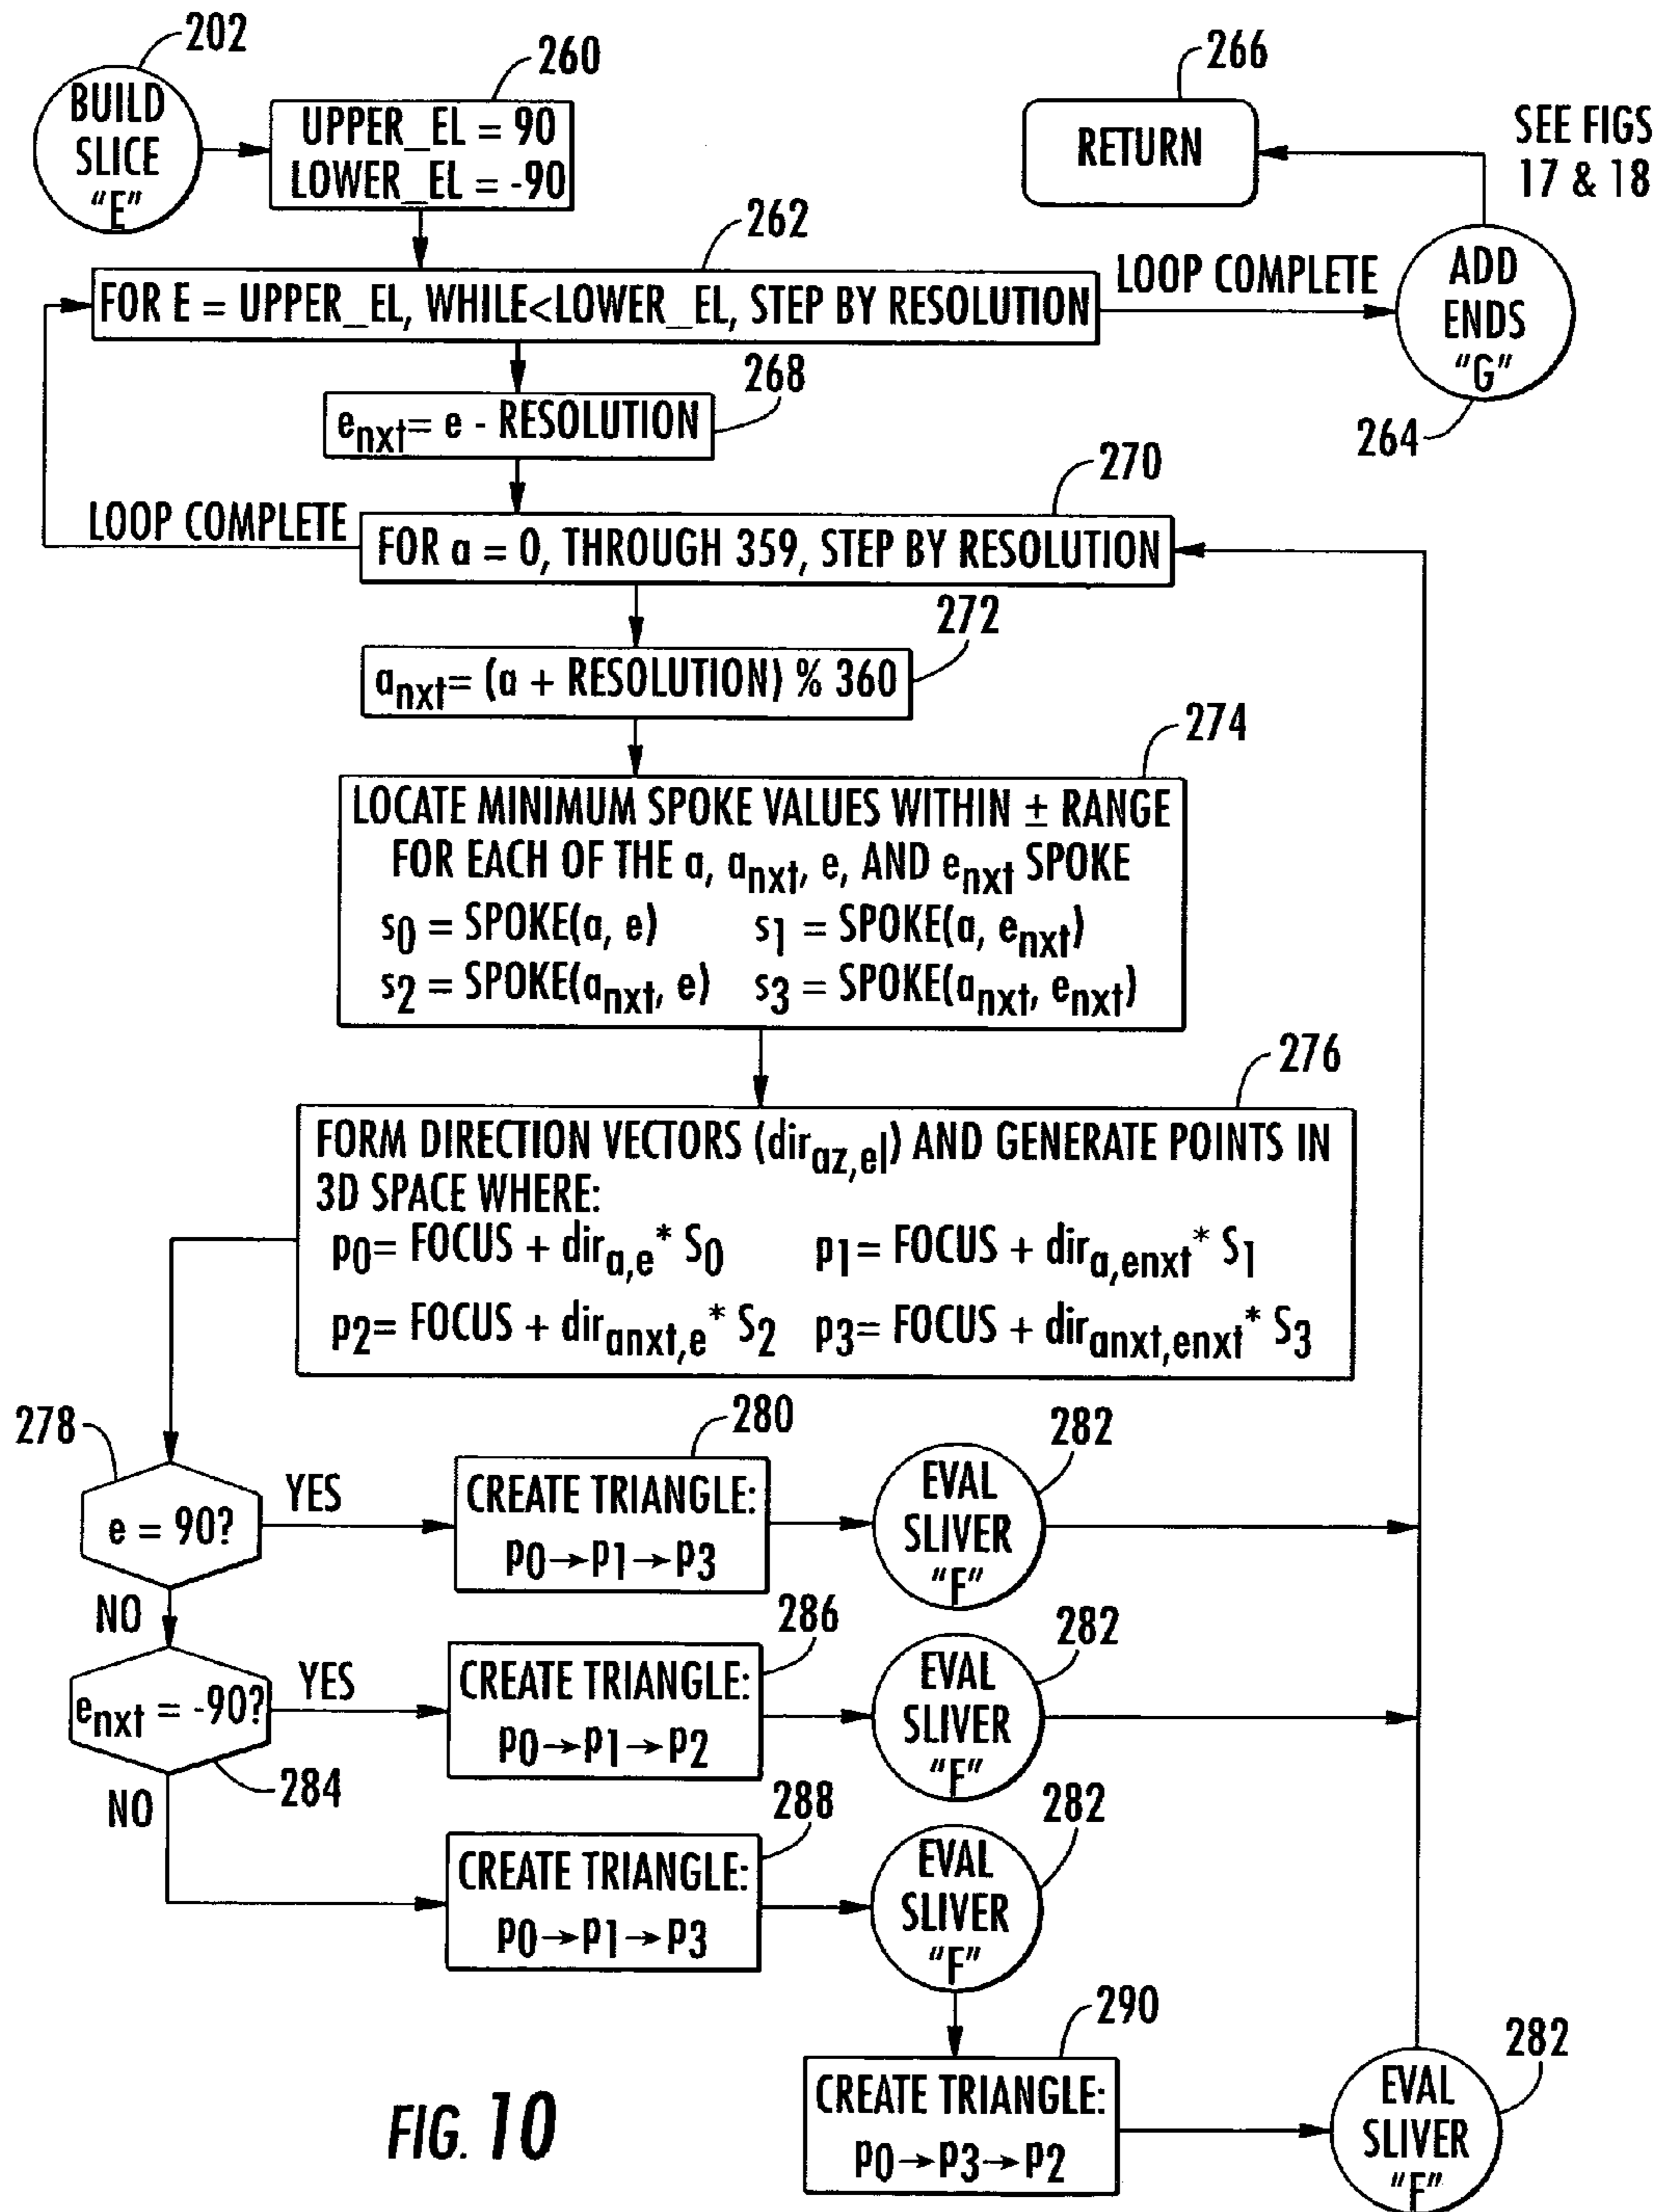 202
BUILD
SLICE
"E"
260
UPPER_EL = 90
LOWER_EL = -90
266
RETURN
SEE FIGS
17 & 18
262
FOR E = UPPER_EL, WHILE<LOWER_EL, STEP BY RESOLUTION
LOOP COMPLETE
ADD
ENDS
"G"
264
268
e_nxt = e - RESOLUTION
270
LOOP COMPLETE
FOR a = 0, THROUGH 359, STEP BY RESOLUTION
272
a_nxt = (a + RESOLUTION) % 360
274
LOCATE MINIMUM SPOKE VALUES WITHIN ± RANGE
FOR EACH OF THE a, a_nxt, e, AND e_nxt SPOKE
s0 = SPOKE(a, e) s1 = SPOKE(a, e_nxt)
s2 = SPOKE(a_nxt, e) s3 = SPOKE(a_nxt, e_nxt)
276
FORM DIRECTION VECTORS (dir_az,el) AND GENERATE POINTS IN
3D SPACE WHERE:
p0 = FOCUS + dir_a,e * S0 p1 = FOCUS + dir_a,enxt * S1
p2 = FOCUS + dir_anxt,e * S2 p3 = FOCUS + dir_anxt,enxt * S3
278
e = 90?
YES
280
CREATE TRIANGLE:
p0→p1→p3
282
EVAL
SLIVER
"F"
NO
284
e_nxt = -90?
YES
286
CREATE TRIANGLE:
p0→p1→p2
282
EVAL
SLIVER
"F"
NO
288
CREATE TRIANGLE:
p0→p1→p3
282
EVAL
SLIVER
"F"
290
CREATE TRIANGLE:
p0→p3→p2
282
EVAL
SLIVER
"F"
FIG. 10